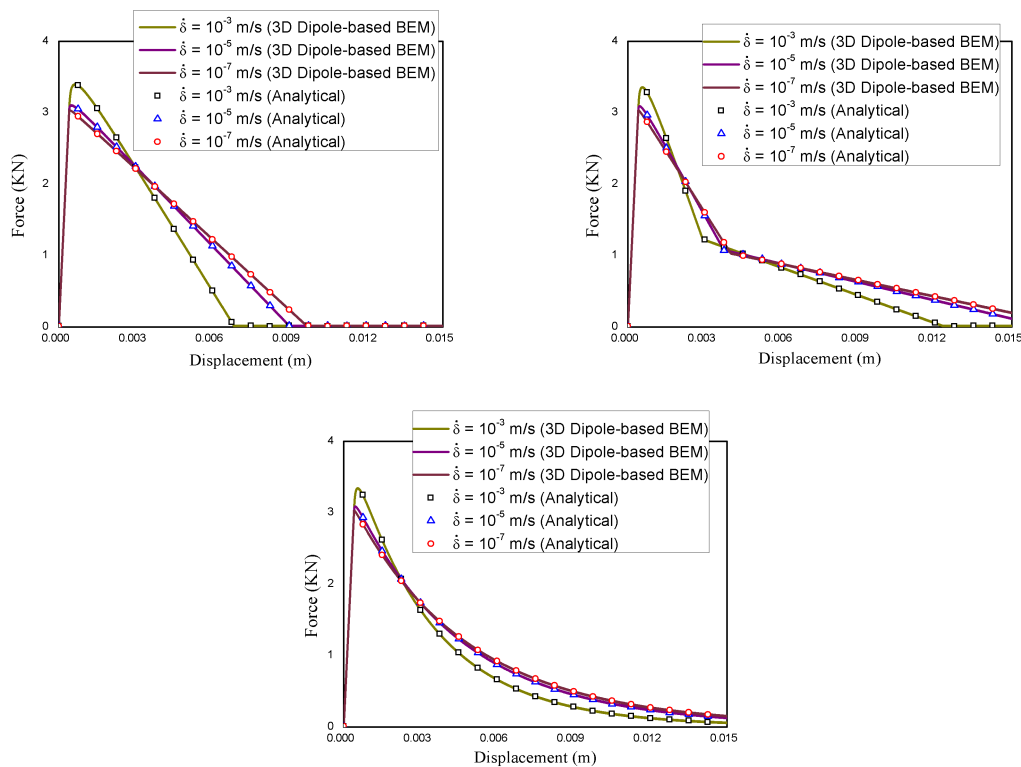 δ̇ = 10⁻³ m/s (3D Dipole-based BEM)
δ̇ = 10⁻⁵ m/s (3D Dipole-based BEM)
δ̇ = 10⁻⁷ m/s (3D Dipole-based BEM)
δ̇ = 10⁻³ m/s (Analytical)
δ̇ = 10⁻⁵ m/s (Analytical)
δ̇ = 10⁻⁷ m/s (Analytical)
4
3
2
1
0
Force (KN)
0.000 0.003 0.006 0.009 0.012 0.015
Displacement (m)
δ̇ = 10⁻³ m/s (3D Dipole-based BEM)
δ̇ = 10⁻⁵ m/s (3D Dipole-based BEM)
δ̇ = 10⁻⁷ m/s (3D Dipole-based BEM)
δ̇ = 10⁻³ m/s (Analytical)
δ̇ = 10⁻⁵ m/s (Analytical)
δ̇ = 10⁻⁷ m/s (Analytical)
4
3
2
1
0
Force (KN)
0.000 0.003 0.006 0.009 0.012 0.015
Displacement (m)
δ̇ = 10⁻³ m/s (3D Dipole-based BEM)
δ̇ = 10⁻⁵ m/s (3D Dipole-based BEM)
δ̇ = 10⁻⁷ m/s (3D Dipole-based BEM)
δ̇ = 10⁻³ m/s (Analytical)
δ̇ = 10⁻⁵ m/s (Analytical)
δ̇ = 10⁻⁷ m/s (Analytical)
4
3
2
1
0
Force (KN)
0.000 0.003 0.006 0.009 0.012 0.015
Displacement (m)